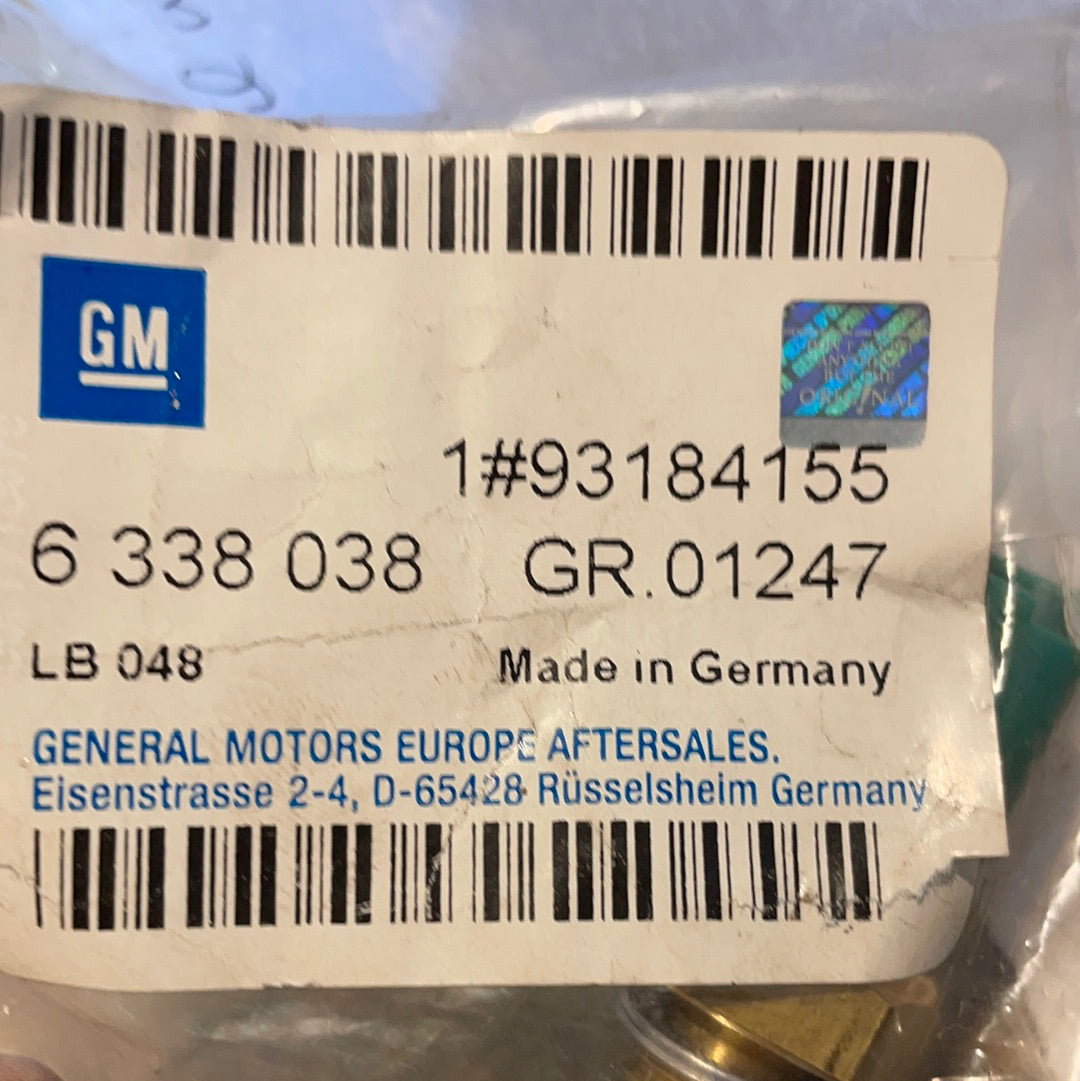 GM
ORIGINAL
1#93184155
6 338 038 GR.01247
LB 048 Made in Germany
GENERAL MOTORS EUROPE AFTERSALES.
Eisenstrasse 2-4, D-65428 Rüsselsheim Germany